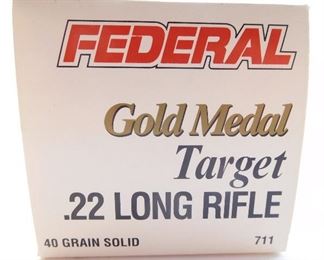 FEDERAL
Gold Medal
Target
.22 LONG RIFLE
40 GRAIN SOLID 711